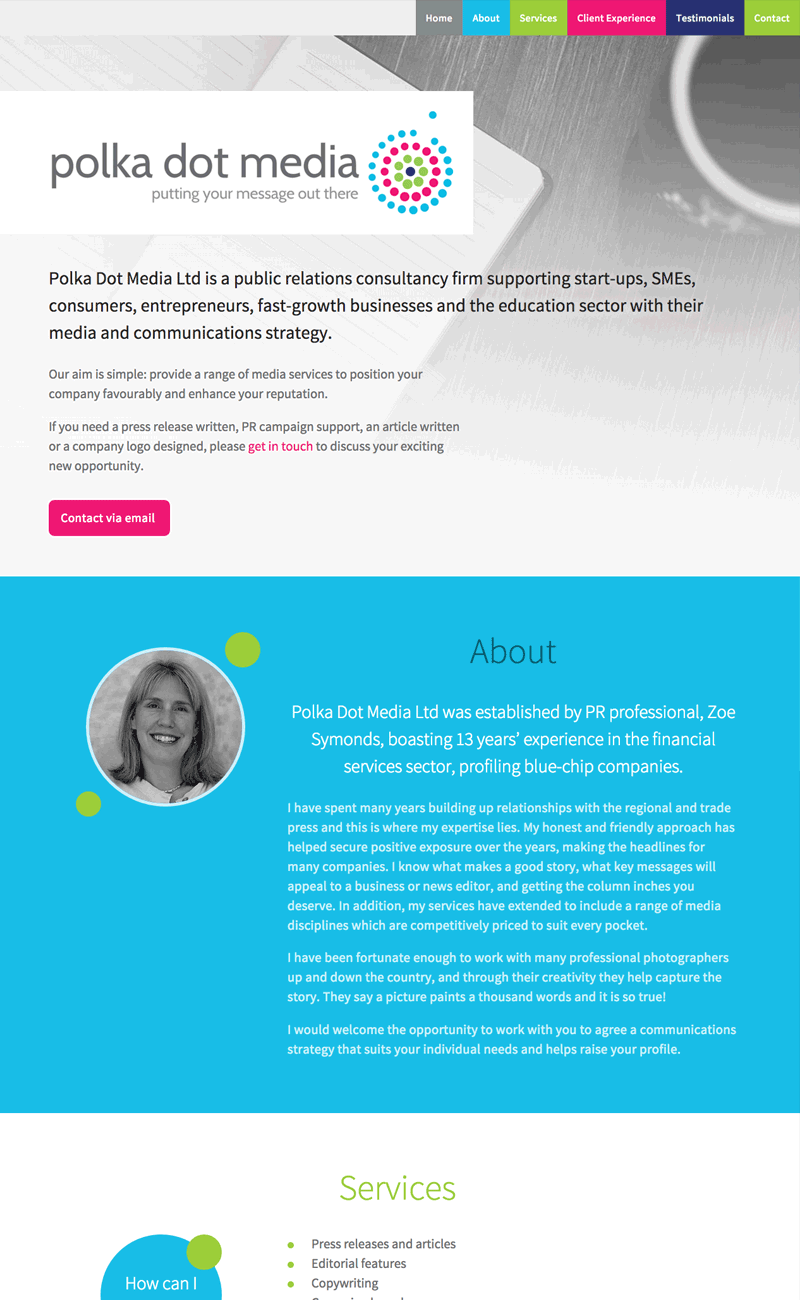 Home About Services Client Experience Testimonials Contact
polka dot media
putting your message out there
Polka Dot Media Ltd is a public relations consultancy firm supporting start-ups, SMEs,
consumers, entrepreneurs, fast-growth businesses and the education sector with their
media and communications strategy.
Our aim is simple: provide a range of media services to position your
company favourably and enhance your reputation.
If you need a press release written, PR campaign support, an article written
or a company logo designed, please get in touch to discuss your exciting
new opportunity.
Contact via email
About
Polka Dot Media Ltd was established by PR professional, Zoe
Symonds, boasting 13 years’ experience in the financial
services sector, profiling blue-chip companies.
I have spent many years building up relationships with the regional and trade
press and this is where my expertise lies. My honest and friendly approach has
helped secure positive exposure over the years, making the headlines for
many companies. I know what makes a good story, what key messages will
appeal to a business or news editor, and getting the column inches you
deserve. In addition, my services have extended to include a range of media
disciplines which are competitively priced to suit every pocket.
I have been fortunate enough to work with many professional photographers
up and down the country, and through their creativity they help capture the
story. They say a picture paints a thousand words and it is so true!
I would welcome the opportunity to work with you to agree a communications
strategy that suits your individual needs and helps raise your profile.
Services
How can I
Press releases and articles
Editorial features
Copywriting